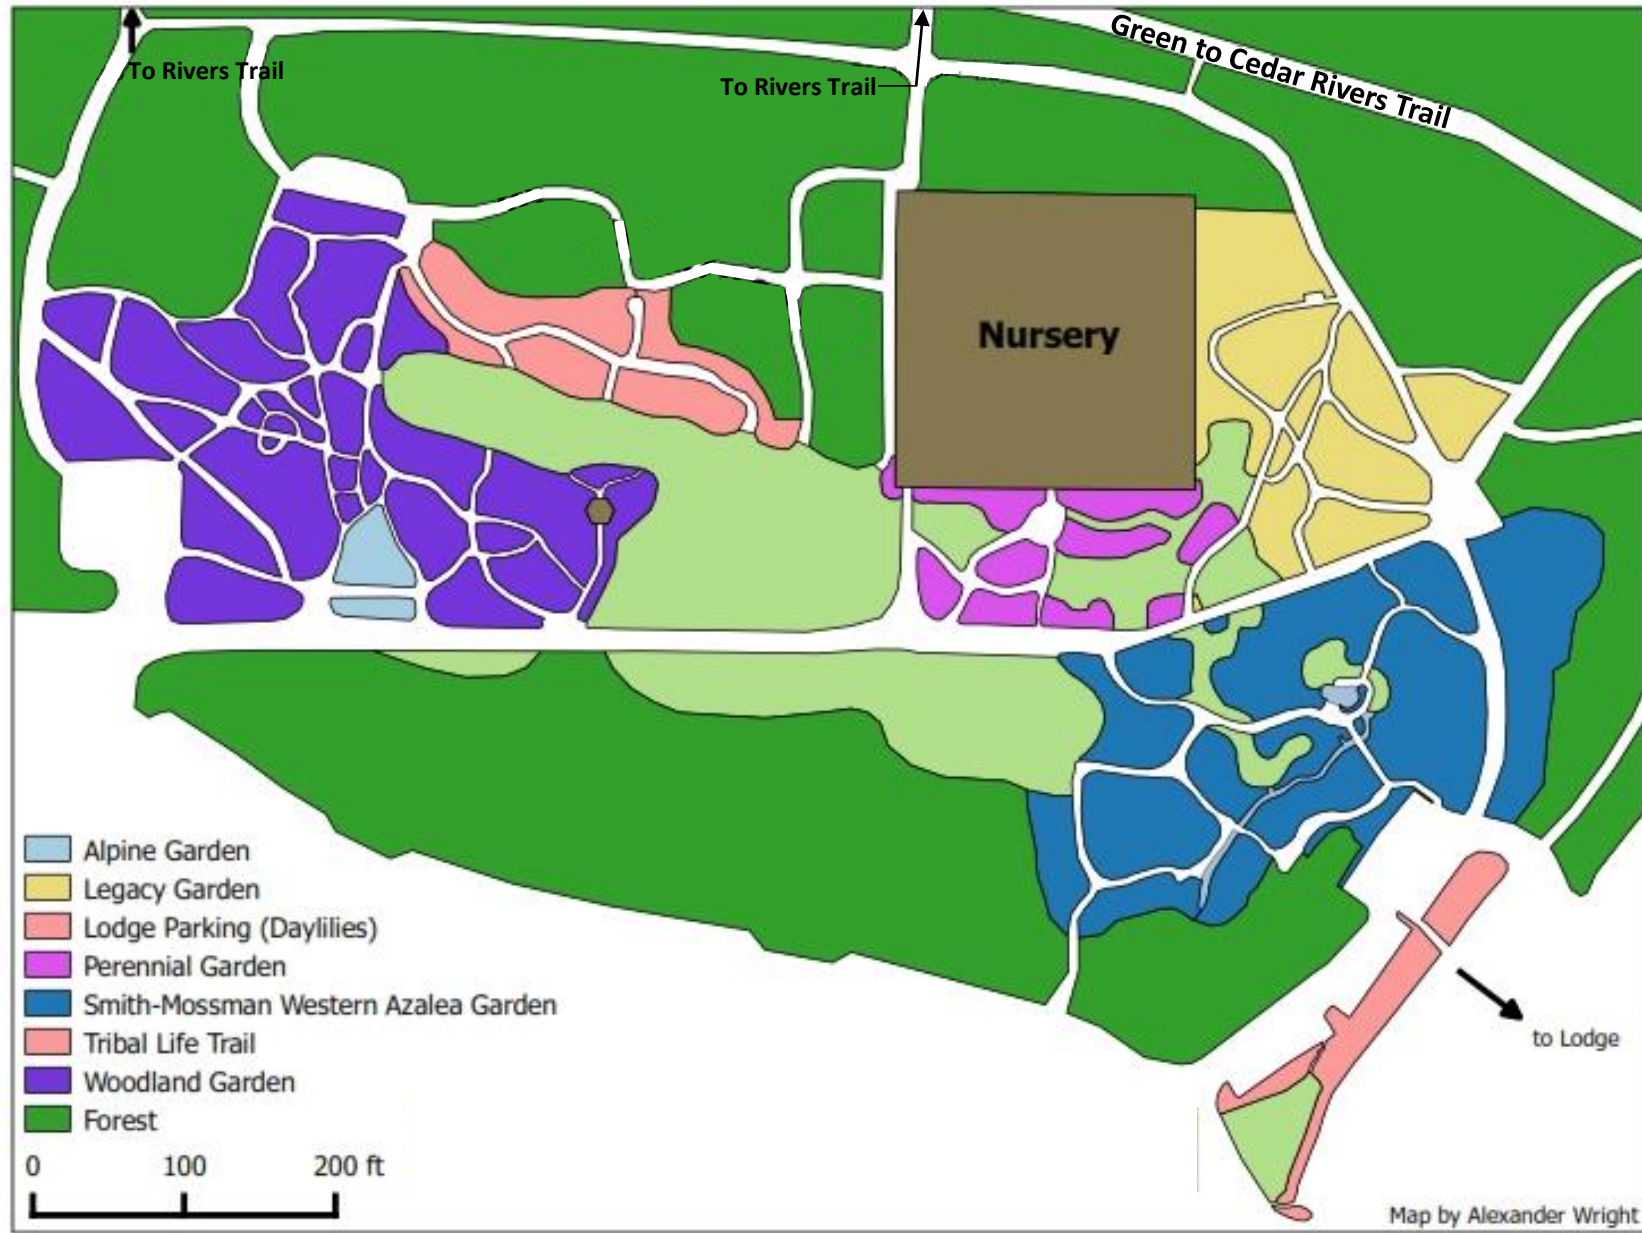 To Rivers Trail
To Rivers Trail
Green to Cedar Rivers Trail
Nursery
Alpine Garden
Legacy Garden
Lodge Parking (Daylilies)
Perennial Garden
Smith-Mossman Western Azalea Garden
Tribal Life Trail
Woodland Garden
Forest
0 100 200 ft
to Lodge
Map by Alexander Wright